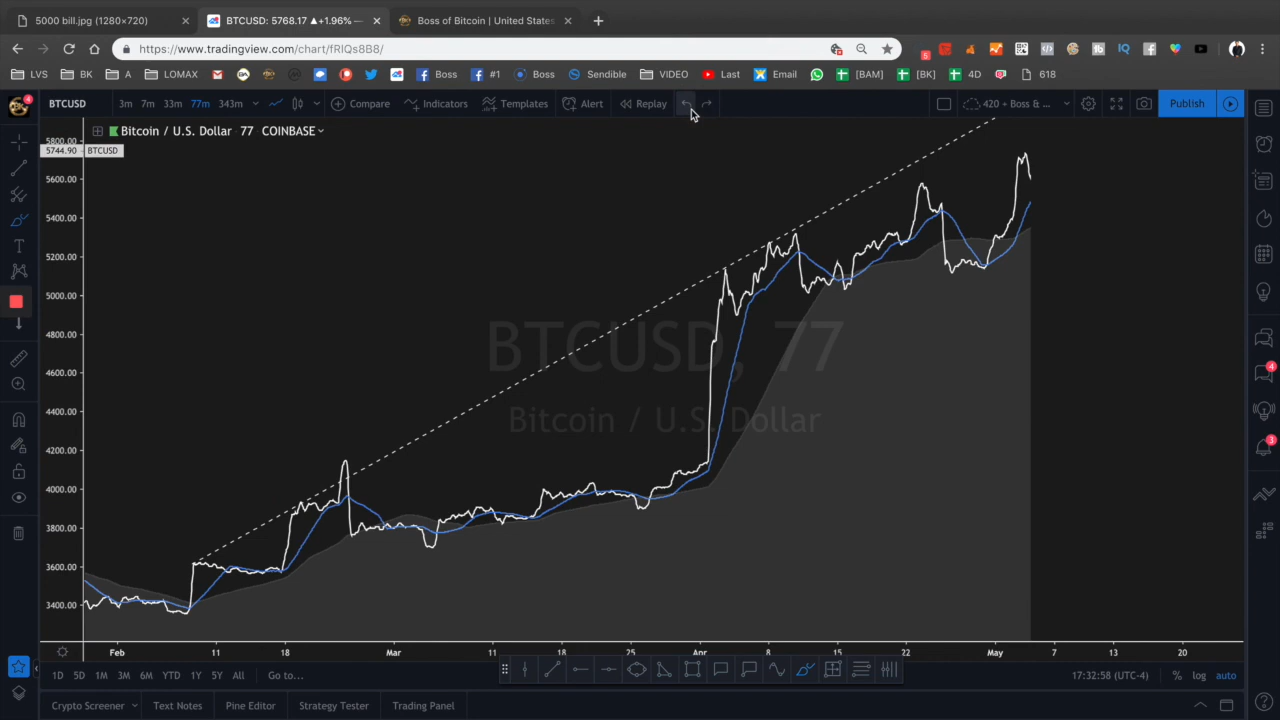 5000 bill.jpg (1280×720)
BTCUSD: 5768.17 ▲+1.96% —
Boss of Bitcoin | United States
https://www.tradingview.com/chart/fRIQs8B8/
5
LVS
BK
A
LOMAX
Boss
#1
Boss
Sendible
VIDEO
Last
Email
[BAM]
[BK]
4D
618
4
BTCUSD
3m
7m
33m
77m
343m
Compare
Indicators
Templates
Alert
Replay
420 + Boss & ...
Publish
Bitcoin / U.S. Dollar 77 COINBASE
5800.00
5744.90
BTCUSD
5600.00
5400.00
5200.00
5000.00
4800.00
4600.00
4400.00
4200.00
4000.00
3800.00
3600.00
3400.00
BTCUSD, 77
Bitcoin / U.S. Dollar
4
3
Feb
11
18
Mar
11
18
25
Apr
8
15
22
May
7
13
20
1D
5D
1M
3M
6M
YTD
1Y
5Y
All
Go to...
17:32:58 (UTC-4)
%
log
auto
Crypto Screener
Text Notes
Pine Editor
Strategy Tester
Trading Panel